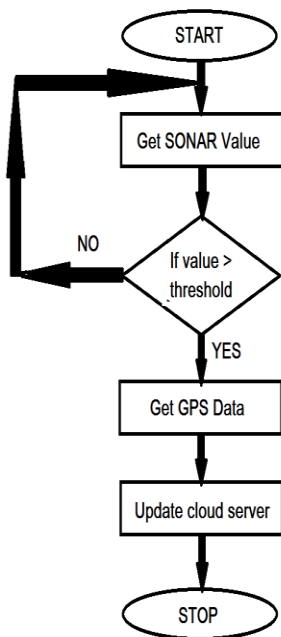 START
Get SONAR Value
NO
If value >
threshold
YES
Get GPS Data
Update cloud server
STOP